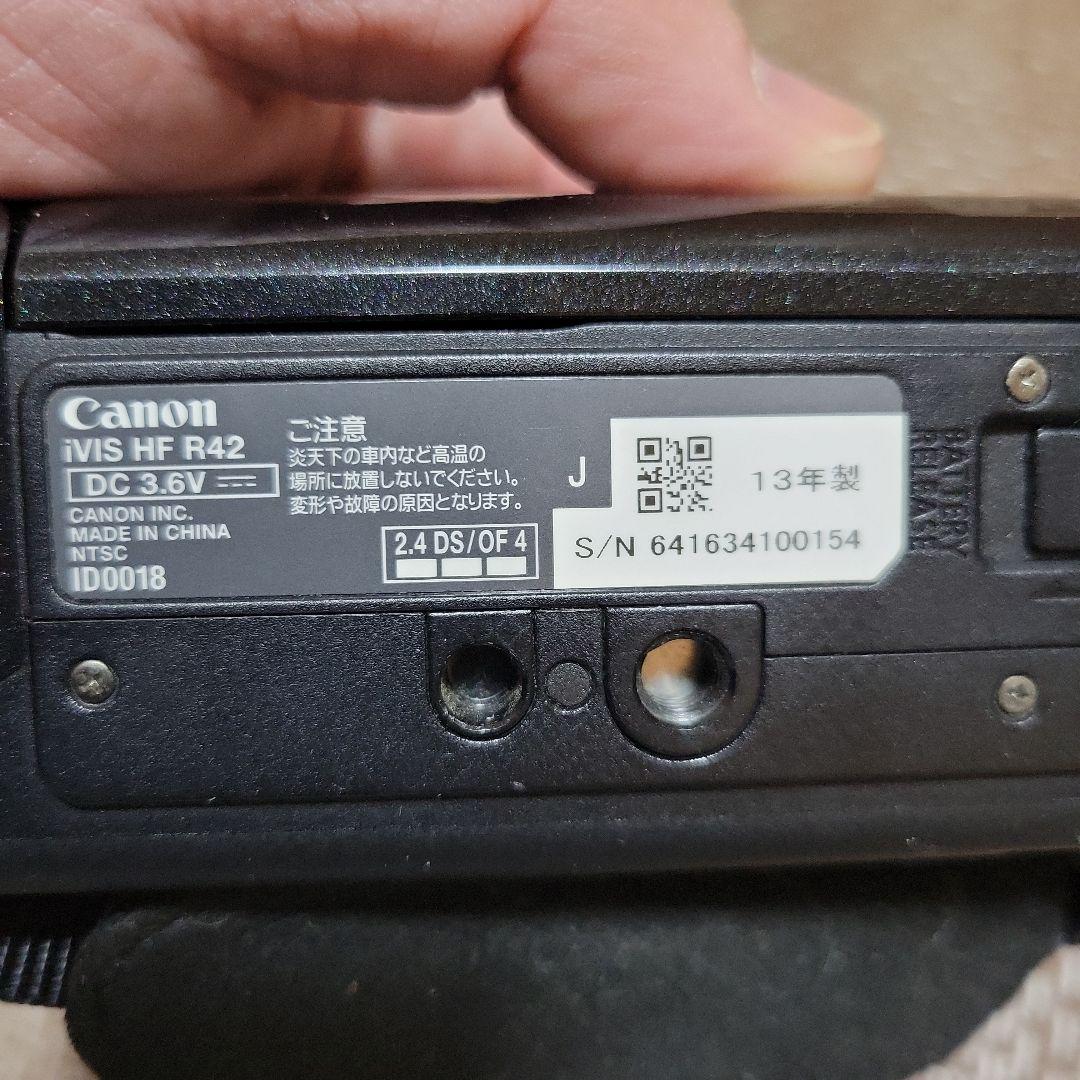 Canon
iVIS HF R42
DC 3.6V
CANON INC.
MADE IN CHINA
NTSC
ID0018
ご注意
炎天下の車内など高温の
場所に放置しないでください。
変形や故障の原因となります。
2.4 DS/OF 4
J
13年製
S/N 641634100154
BATTERY
RELEASE